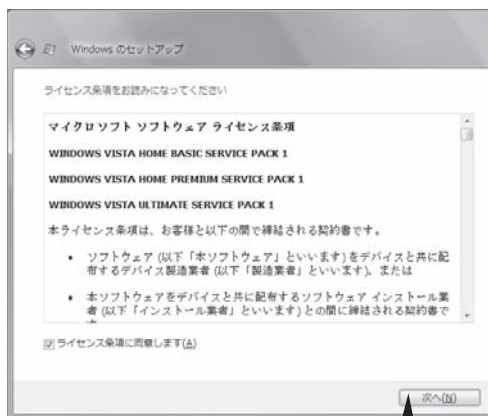 Windows のセットアップ
ライセンス条項をお読みになってください
マイクロソフト ソフトウェア ライセンス条項
WINDOWS VISTA HOME BASIC SERVICE PACK 1
WINDOWS VISTA HOME PREMIUM SERVICE PACK 1
WINDOWS VISTA ULTIMATE SERVICE PACK 1
本ライセンス条項は、お客様と以下の間で締結される契約書です。
• ソフトウェア (以下「本ソフトウェア」といいます) をデバイスと共に配
布するデバイス製造業者 (以下「製造業者」といいます)、または
• 本ソフトウェアをデバイスと共に配布するソフトウェア インストール業
者 (以下「インストール業者」といいます) との間に締結される契約書で
ライセンス条項に同意します(A)
次へ(N)